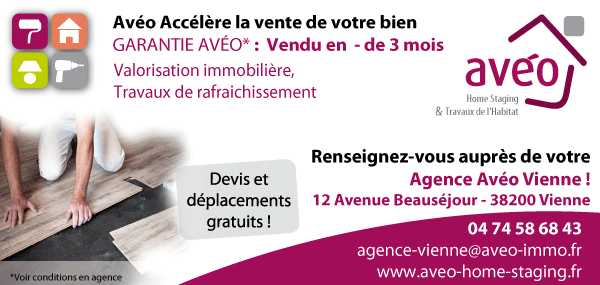 Avéo Accélère la vente de votre bien
GARANTIE AVÉO* : Vendu en - de 3 mois
Valorisation immobilière,
Travaux de rafraichissement
avéo
Home Staging
& Travaux de l'Habitat
Renseignez-vous auprès de votre
Agence Avéo Vienne !
12 Avenue Beauséjour - 38200 Vienne
Devis et
déplacements
gratuits !
04 74 58 68 43
agence-vienne@aveo-immo.fr
www.aveo-home-staging.fr
*Voir conditions en agence